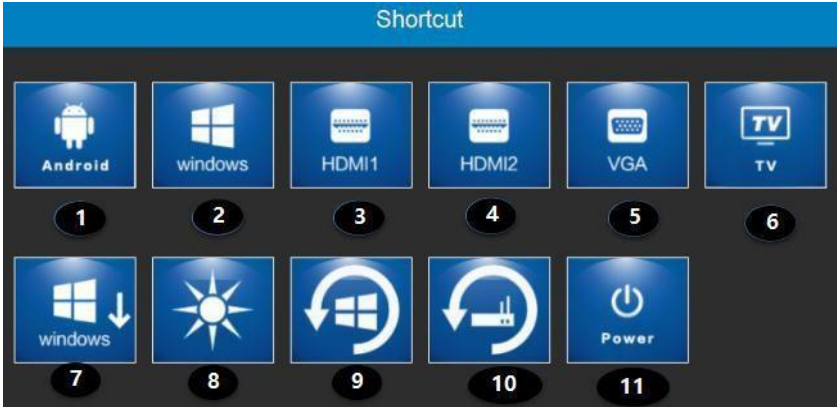 Shortcut
Android windows HDMI1 HDMI2 VGA TV TV
1 2 3 4 5 6
windows Power
7 8 9 10 11